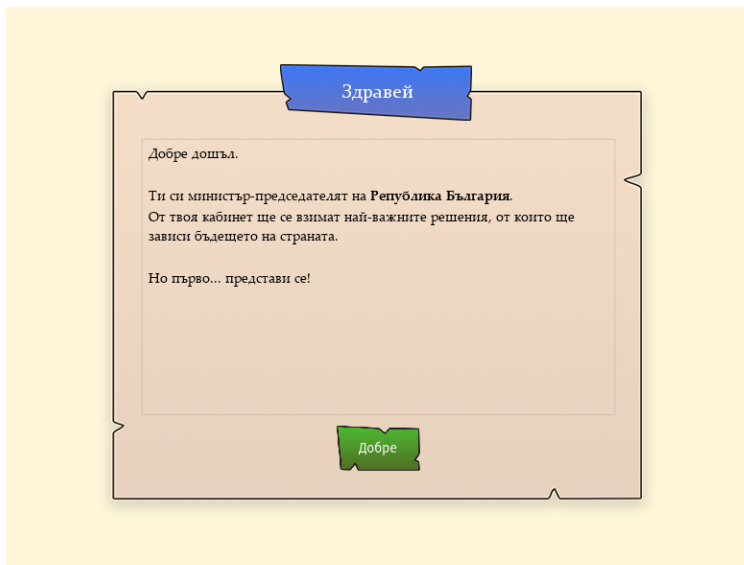 Здравей
Добре дошъл.
Ти си министър-председателят на Република България.
От твоя кабинет ще се взимат най-важните решения, от които ще
зависи бъдещето на страната.
Но първо... представи се!
Добре